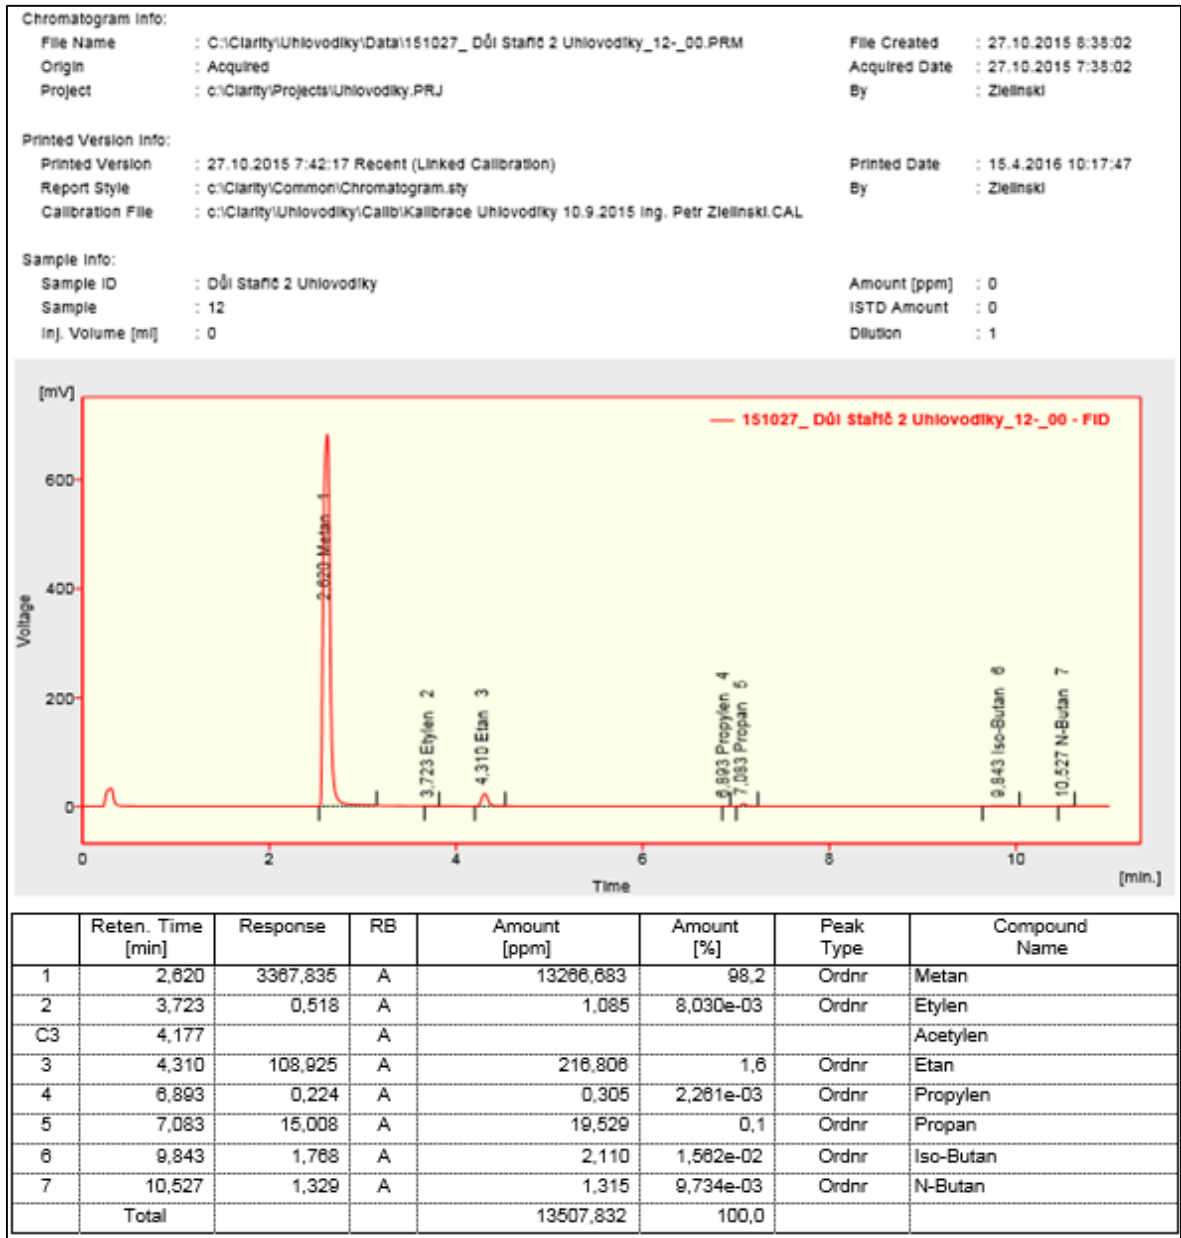 Chromatogram Info:
File Name : C:\Clarity\Uhlovodíky\Data\151027_ Důl Staříč 2 Uhlovodíky_12-_00.PRM File Created : 27.10.2015 8:38:02
Origin : Acquired Acquired Date : 27.10.2015 7:38:02
Project : c:\Clarity\Projects\Uhlovodíky.PRJ By : Zielinski
Printed Version Info:
Printed Version : 27.10.2015 7:42:17 Recent (Linked Calibration) Printed Date : 15.4.2016 10:17:47
Report Style : c:\Clarity\Common\Chromatogram.sty By : Zielinski
Calibration File : c:\Clarity\Uhlovodíky\Calib\Kalibrace Uhlovodíky 10.9.2015 Ing. Petr Zielinski.CAL
Sample Info:
Sample ID : Důl Staříč 2 Uhlovodíky Amount [ppm] : 0
Sample : 12 ISTD Amount : 0
Inj. Volume [ml] : 0 Dilution : 1
[mV]
151027_ Důl Staříč 2 Uhlovodíky_12-_00 - FID
600
400
200
0
Voltage
2,620 Metan 1
3,723 Etylen 2
4,310 Etan 3
6,893 Propylen 4
7,083 Propan 5
9,843 Iso-Butan 6
10,527 N-Butan 7
0 2 4 6 8 10
Time [min.]
Reten. Time [min] Response RB Amount [ppm] Amount [%] Peak Type Compound Name
1 2,620 3367,835 A 13266,683 98,2 Ordnr Metan
2 3,723 0,518 A 1,085 8,030e-03 Ordnr Etylen
C3 4,177 A Acetylen
3 4,310 108,925 A 216,806 1,6 Ordnr Etan
4 6,893 0,224 A 0,305 2,261e-03 Ordnr Propylen
5 7,083 15,008 A 19,529 0,1 Ordnr Propan
6 9,843 1,768 A 2,110 1,562e-02 Ordnr Iso-Butan
7 10,527 1,329 A 1,315 9,734e-03 Ordnr N-Butan
Total 13507,832 100,0